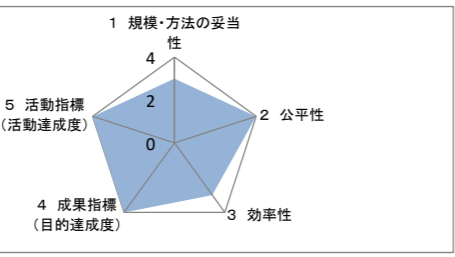 1 規模・方法の妥当
性
4
2
0
2 公平性
3 効率性
4 成果指標
（目的達成度）
5 活動指標
（活動達成度）